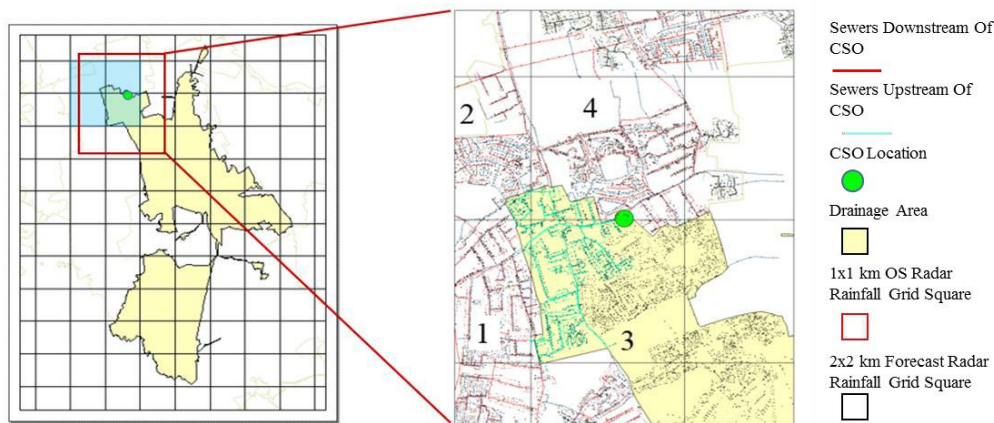 2
4
1
3
Sewers Downstream Of
CSO
Sewers Upstream Of
CSO
CSO Location
Drainage Area
1x1 km OS Radar
Rainfall Grid Square
2x2 km Forecast Radar
Rainfall Grid Square